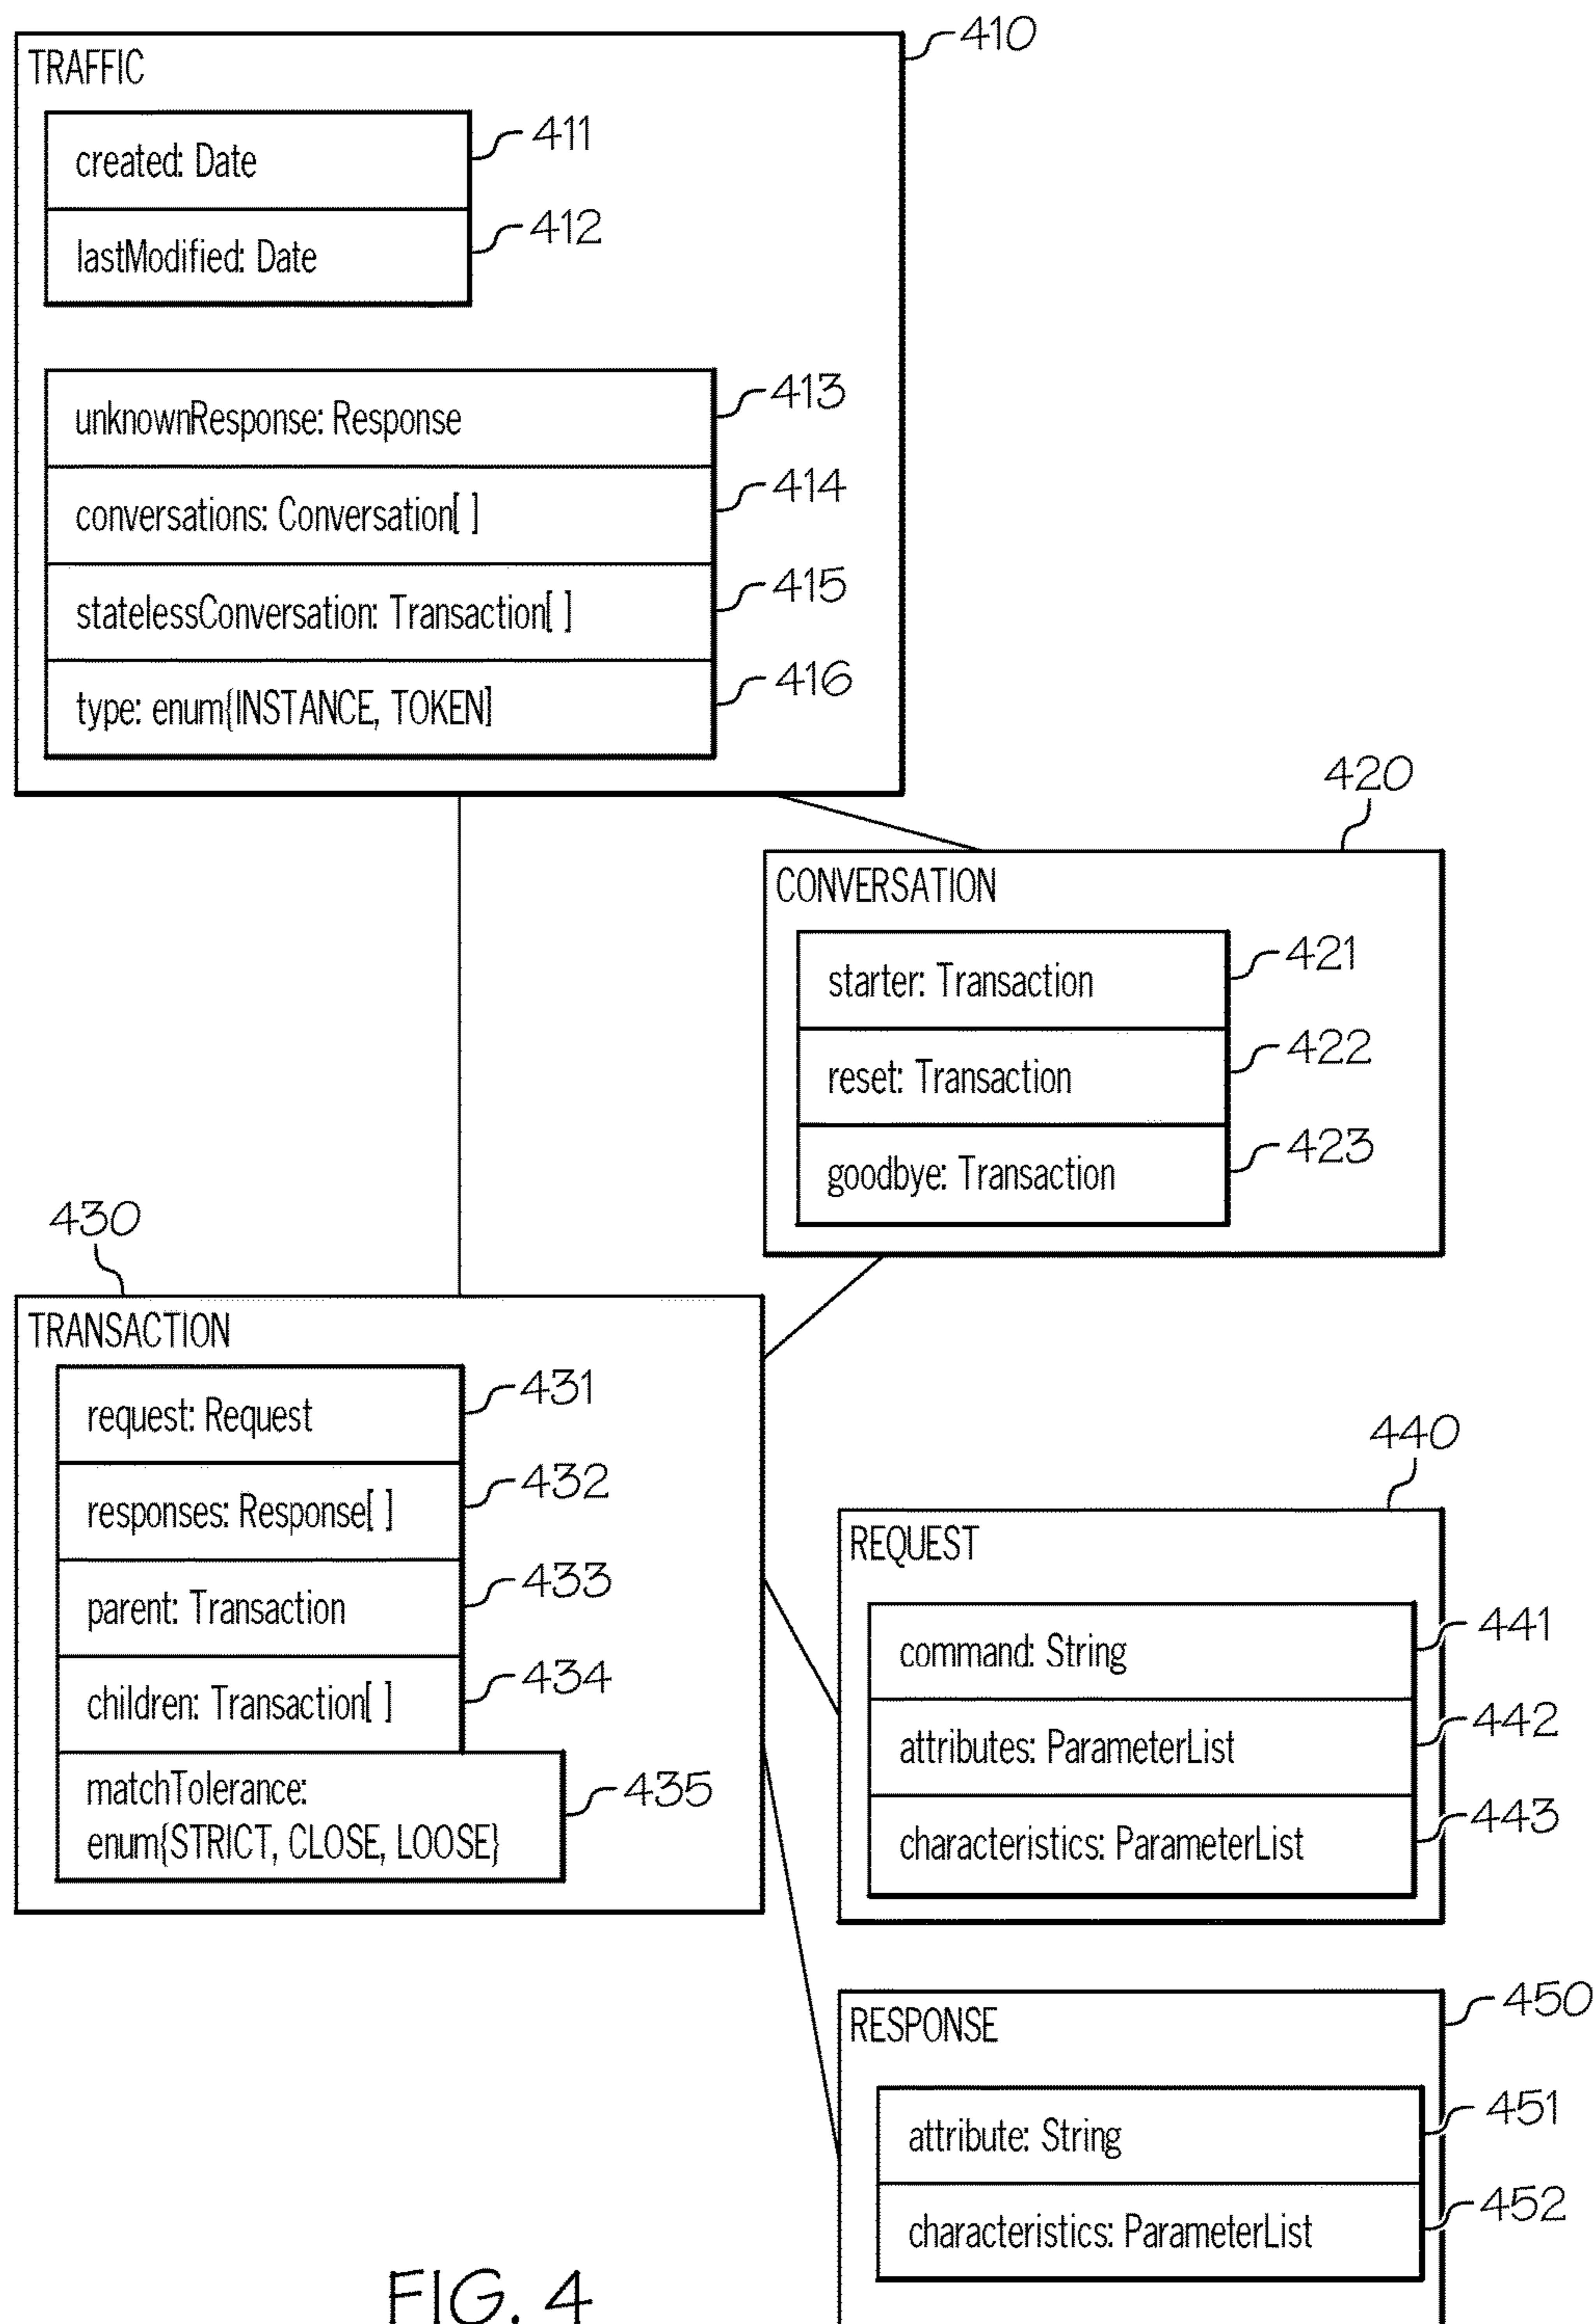 410
TRAFFIC
created: Date
411
lastModified: Date
412
unknownResponse: Response
413
conversations: Conversation[ ]
414
statelessConversation: Transaction[ ]
415
type: enum{INSTANCE, TOKEN]
416
420
CONVERSATION
starter: Transaction
421
reset: Transaction
422
goodbye: Transaction
423
430
TRANSACTION
request: Request
431
responses: Response[ ]
432
parent: Transaction
433
children: Transaction[ ]
434
matchTolerance:
enum{STRICT, CLOSE, LOOSE}
435
440
REQUEST
command: String
441
attributes: ParameterList
442
characteristics: ParameterList
443
450
RESPONSE
attribute: String
451
characteristics: ParameterList
452
FIG. 4